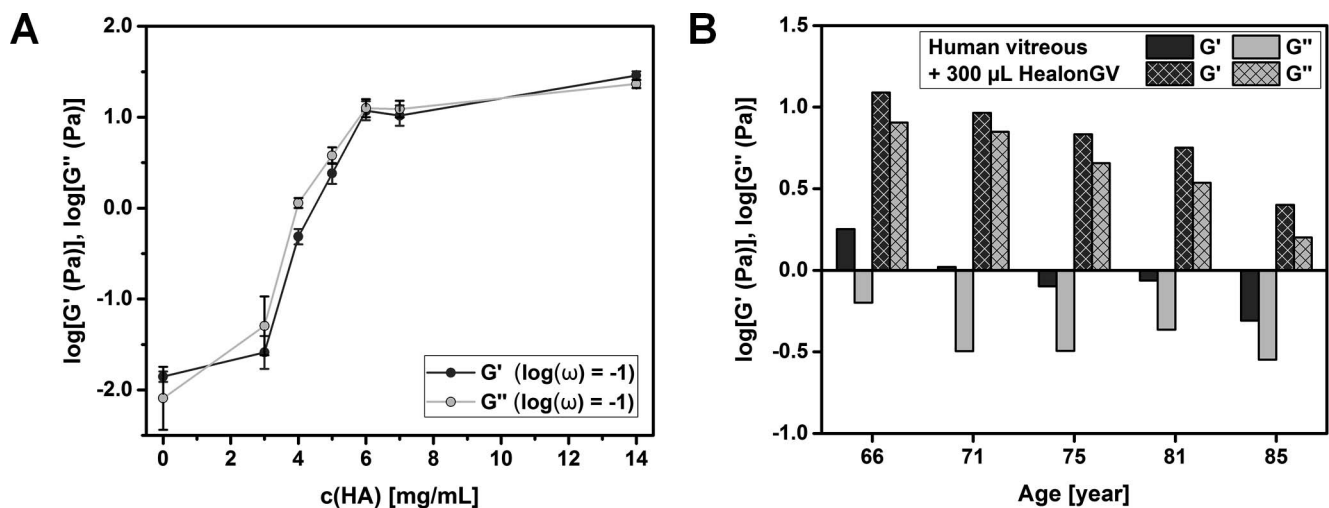 A
log[G' (Pa)], log[G" (Pa)]
2.0
1.0
0.0
-1.0
-2.0
0 2 4 6 8 10 12 14
c(HA) [mg/mL]
G' (log(ω) = -1)
G" (log(ω) = -1)
B
log[G' (Pa)], log[G" (Pa)]
1.5
1.0
0.5
0.0
-0.5
-1.0
66 71 75 81 85
Age [year]
Human vitreous G' G"
+ 300 µL HealonGV G' G"